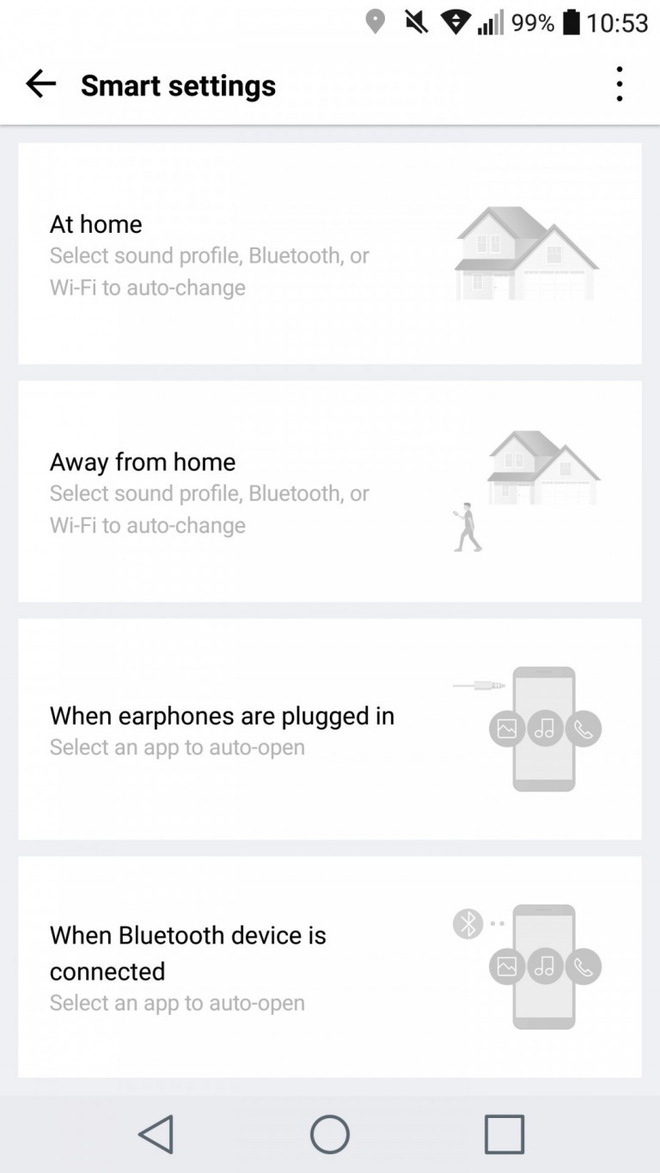 99% 10:53
Smart settings
At home
Select sound profile, Bluetooth, or
Wi-Fi to auto-change
Away from home
Select sound profile, Bluetooth, or
Wi-Fi to auto-change
When earphones are plugged in
Select an app to auto-open
When Bluetooth device is
connected
Select an app to auto-open